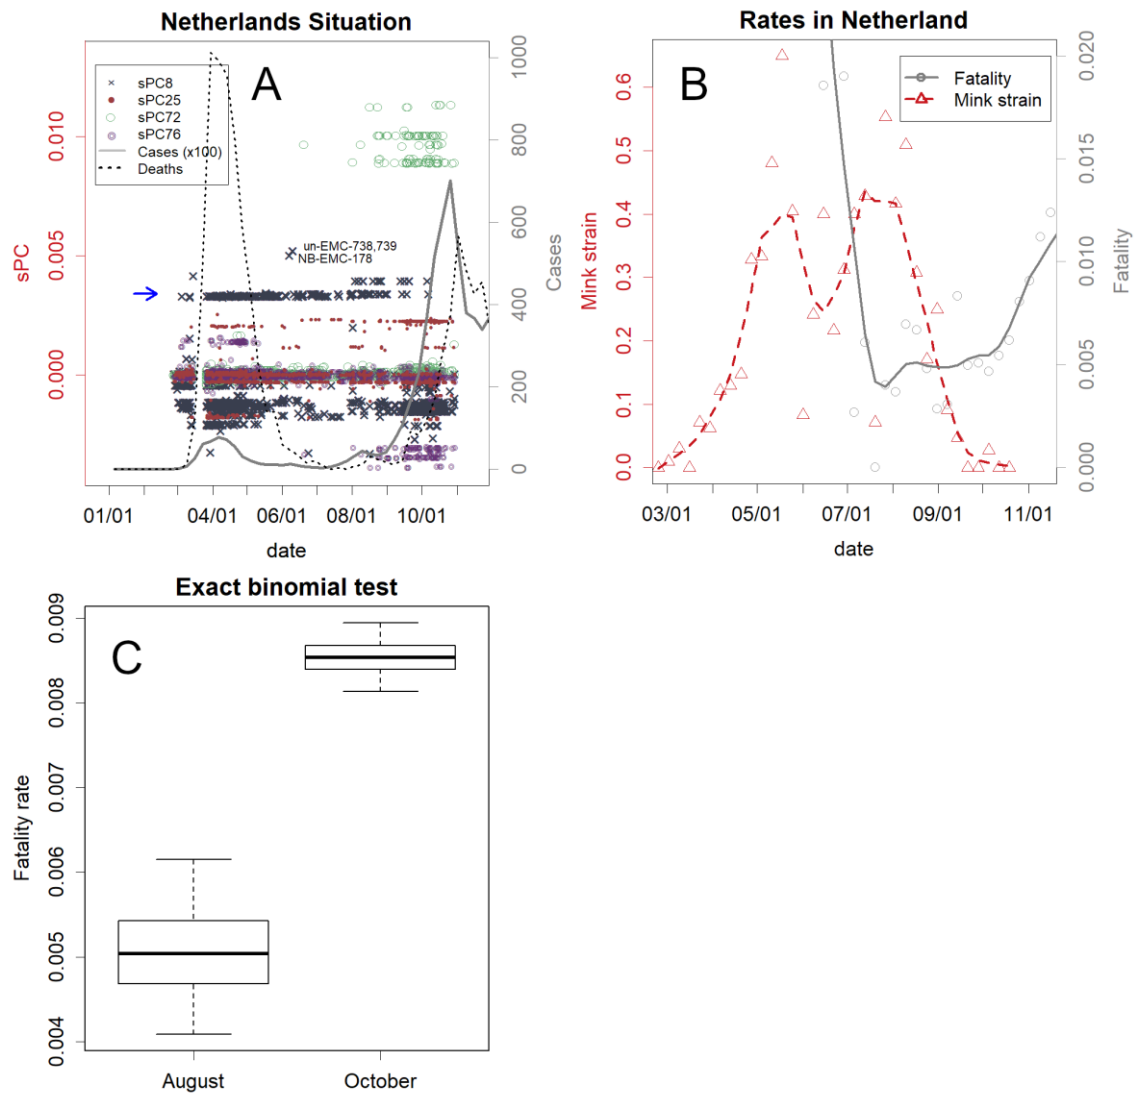 Netherlands Situation
A
sPC8
sPC25
sPC72
sPC76
Cases (x100)
Deaths
un-EMC-738,739
NB-EMC-178
sPC
0.010
0.005
0.000
Cases
1000
800
600
400
200
0
01/01
04/01
06/01
08/01
10/01
date
Rates in Netherland
B
Fatality
Mink strain
Mink strain
0.6
0.5
0.4
0.3
0.2
0.1
0.0
Fatality
0.020
0.015
0.010
0.005
0.000
03/01
05/01
07/01
09/01
11/01
date
Exact binomial test
C
Fatality rate
0.009
0.008
0.007
0.006
0.005
0.004
August
October